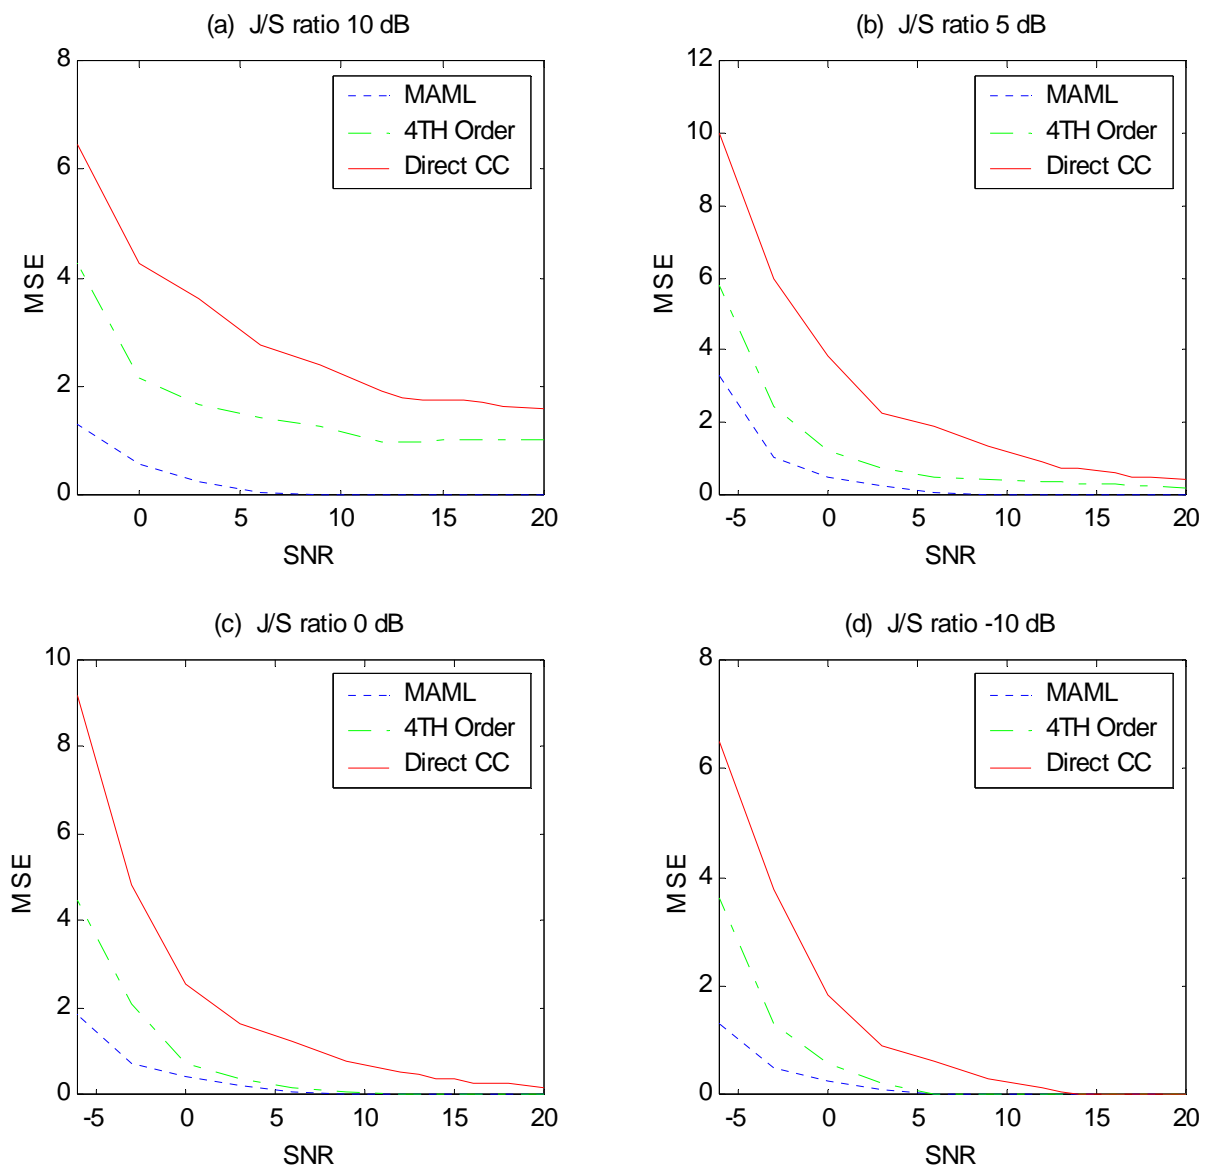 (a) J/S ratio 10 dB
8
6
4
2
0
MSE
0
5
10
15
20
SNR
MAML
4TH Order
Direct CC
(b) J/S ratio 5 dB
12
10
8
6
4
2
0
MSE
-5
0
5
10
15
20
SNR
MAML
4TH Order
Direct CC
(c) J/S ratio 0 dB
10
8
6
4
2
0
MSE
-5
0
5
10
15
20
SNR
MAML
4TH Order
Direct CC
(d) J/S ratio -10 dB
8
6
4
2
0
MSE
-5
0
5
10
15
20
SNR
MAML
4TH Order
Direct CC